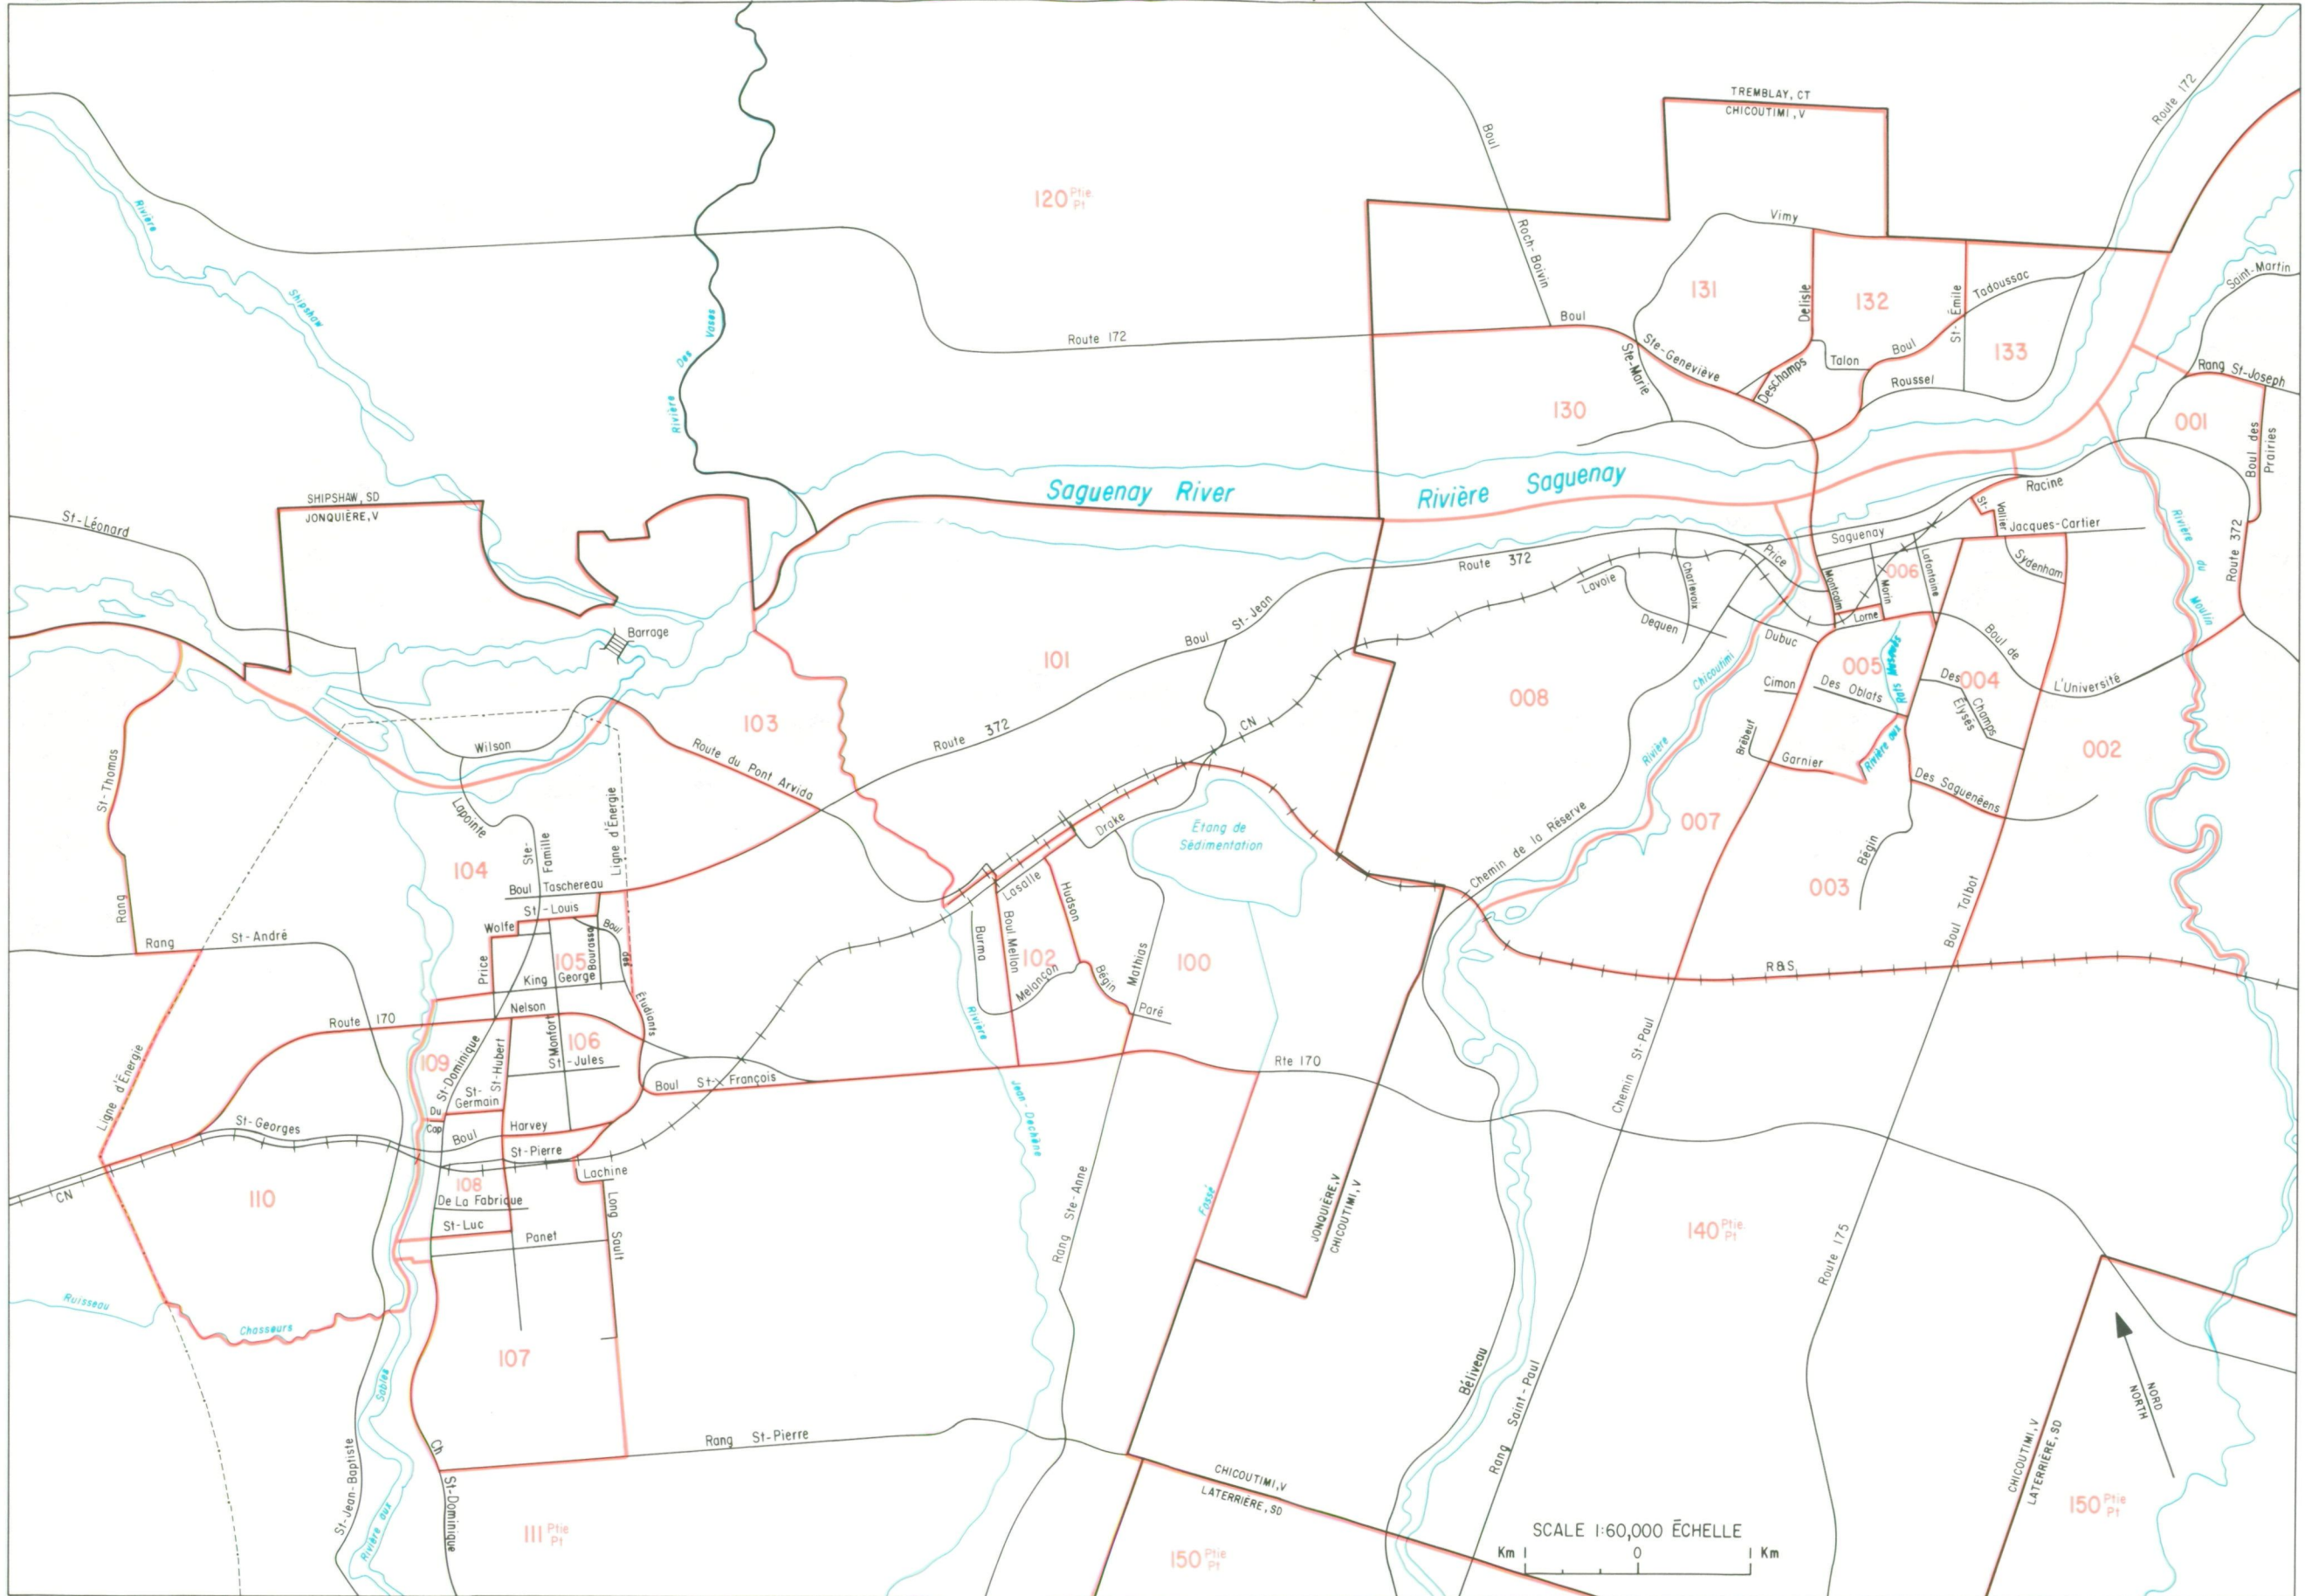 TREMBLAY, CT
CHICOUTIMI, V
Route 172
Boul
Roch-Boivin
120 Ptie. Pt
Rivière
Shipshaw
Rivière Des Vases
Route 172
Vimy
131
Delisle
132
St-Émile
Tadoussac
133
Saint-Martin
Boul
Ste-Geneviève
Ste-Marie
Deschamps
Talon
Boul
Roussel
Rang St-Joseph
130
001
Boul des
Prairies
Saguenay River
Rivière Saguenay
SHIPSHAW, SD
JONQUIÈRE, V
St-Léonard
Racine
St-
Vallier
Jacques-Cartier
Saguenay
Sydenham
Rivière du Moulin
Route 372
Price
Route 372
Lavoie
Charlevoix
Dequen
Dubuc
Montcalm
006
Marin
Lafontaine
Lorne
Boul de
L'Université
Barrage
Boul St-Jean
101
103
008
005
004
Des
Champs
Elysés
Cimon
Des Oblats
Rivière aux
Rats Musqués
Rivière Chicoutimi
Brébeuf
Garnier
002
Des Saguenéens
007
Bégin
003
Boul Talbot
Wilson
Route du Pont Arvida
Route 372
CN
St-Thomas
Rang
Lapointe
Ste-
Famille
Ligne d'Énergie
Étang de
Sédimentation
Drake
Chemin de la Réserve
104
Boul Taschereau
St-Louis
Wolfe
Boul
des
Étudiants
Price
105
Bourassa
King George
Lasalle
Hudson
Burma
Boul Mellon
102
Melançon
Bégin
Mathias
100
Paré
R&S
Rang St-André
Nelson
Route 170
109
St-Dominique
St-Hubert
Monfort
106
St-Jules
St-
Germain
Du
Cap
Boul Harvey
St-Pierre
Lachine
Boul St-François
Rte 170
Rivière
Jean-Dechêne
Chemin St-Paul
Ligne d'Énergie
St-Georges
CN
110
108
De La Fabrique
St-Luc
Panet
Long Sault
Rang Ste-Anne
Fossé
JONQUIÈRE, V
CHICOUTIMI, V
140 Ptie. Pt
Route 175
Ruisseau
Chasseurs
107
Sables
Rivière aux
St-Jean-Baptiste
Ch
St-Dominique
Rang St-Pierre
111 Ptie Pt
Béliveau
Rang Saint-Paul
CHICOUTIMI, V
LATERRIÈRE, SD
150 Ptie Pt
CHICOUTIMI, V
LATERRIÈRE, SD
150 Ptie Pt
NORD
NORTH
SCALE 1:60,000 ÉCHELLE
Km 1 0 1 Km